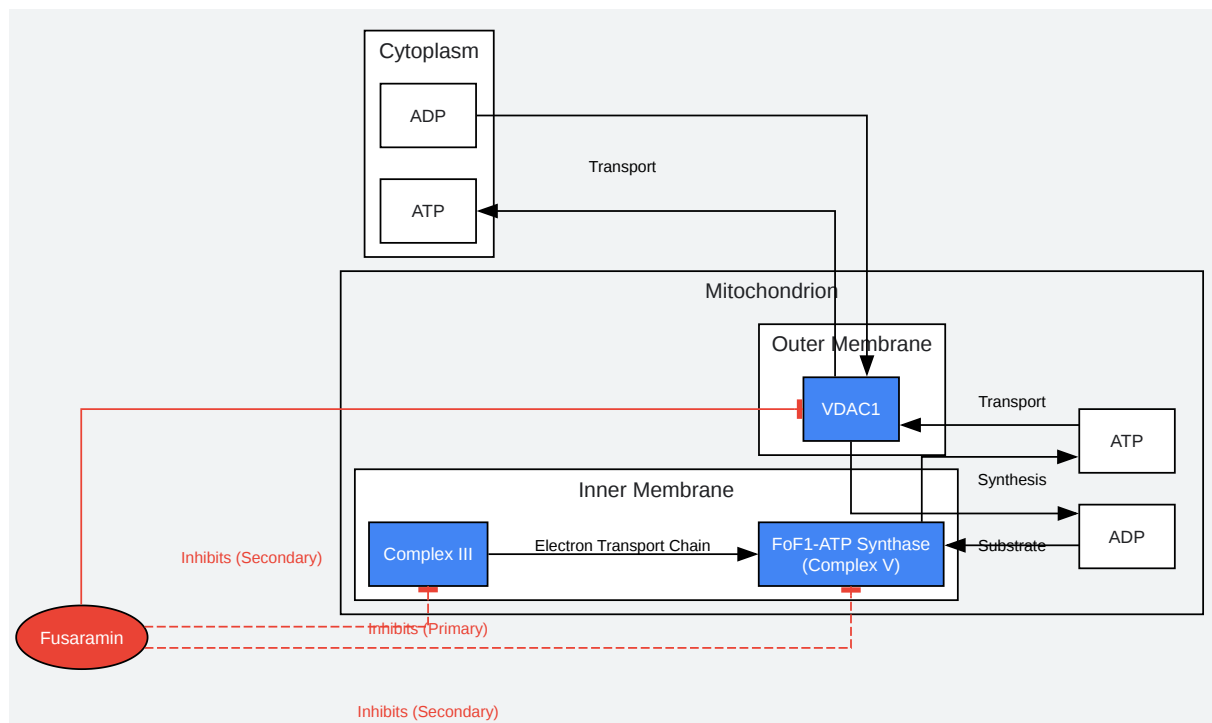 Cytoplasm
ADP
Transport
ATP
Mitochondrion
Outer Membrane
VDAC1
Transport
ATP
Synthesis
Inner Membrane
Complex III
Electron Transport Chain
FoF1-ATP Synthase
(Complex V)
Substrate
ADP
Inhibits (Secondary)
Fusaramin
Inhibits (Primary)
Inhibits (Secondary)